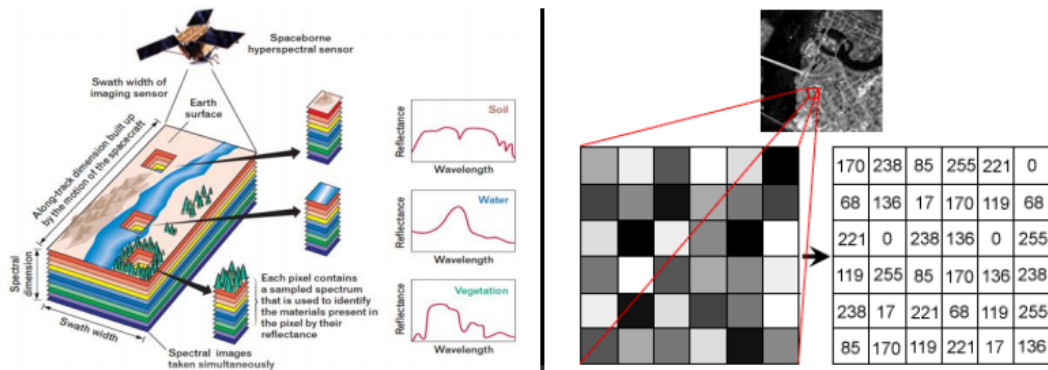 Spaceborne
hyperspectral sensor
Swath width of
imaging sensor
Earth
surface
Along-track dimension built up
by the motion of the spacecraft
Spectral
dimension
Swath width
Spectral images
taken simultaneously
Each pixel contains
a sampled spectrum
that is used to identify
the materials present in
the pixel by their
reflectance
Soil
Reflectance
Wavelength
Water
Reflectance
Wavelength
Vegetation
Reflectance
Wavelength
170 238 85 255 221 0
68 136 17 170 119 68
221 0 238 136 0 255
119 255 85 170 136 238
238 17 221 68 119 255
85 170 119 221 17 136